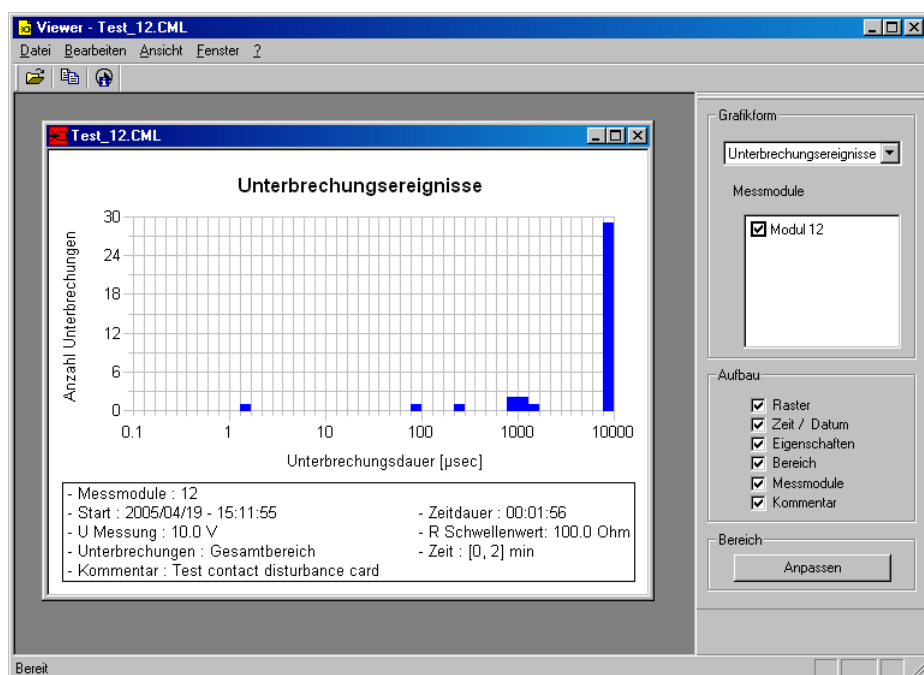 Viewer - Test_12.CML
Datei Bearbeiten Ansicht Fenster ?
Test_12.CML
Unterbrechungsereignisse
Anzahl Unterbrechungen
30
24
18
12
6
0
0.1 1 10 100 1000 10000
Unterbrechungsdauer [µsec]
- Messmodule : 12
- Start : 2005/04/19 - 15:11:55 - Zeitdauer : 00:01:56
- U Messung : 10.0 V - R Schwellenwert: 100.0 Ohm
- Unterbrechungen : Gesamtbereich - Zeit : [0, 2] min
- Kommentar : Test contact disturbance card
Grafikform
Unterbrechungsereignisse
Messmodule
Modul 12
Aufbau
Raster
Zeit / Datum
Eigenschaften
Bereich
Messmodule
Kommentar
Bereich
Anpassen
Bereit